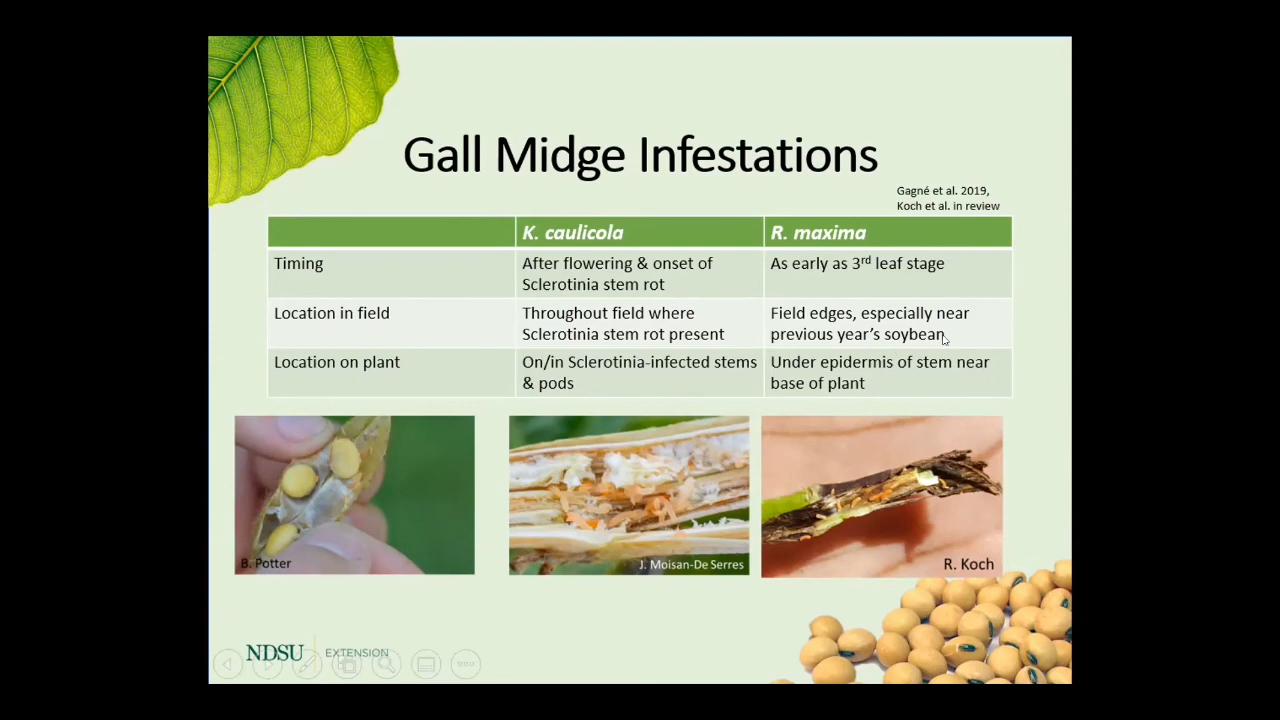 Gall Midge Infestations
Gagné et al. 2019,
Koch et al. in review
K. caulicola
R. maxima
Timing
After flowering & onset of
Sclerotinia stem rot
As early as 3rd leaf stage
Location in field
Throughout field where
Sclerotinia stem rot present
Field edges, especially near
previous year's soybean
Location on plant
On/in Sclerotinia-infected stems
& pods
Under epidermis of stem near
base of plant
B. Potter
J. Moisan-De Serres
R. Koch
NDSU EXTENSION